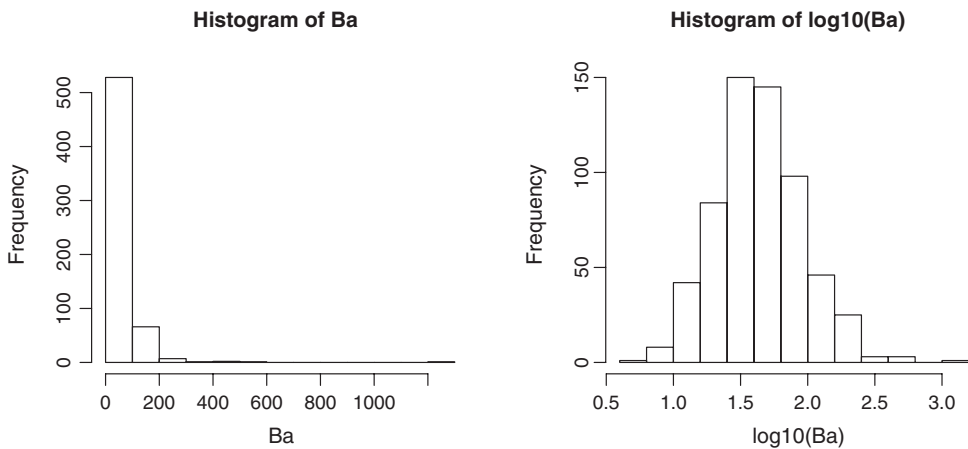 Histogram of Ba
Frequency
0 100 200 300 400 500
0 200 400 600 800 1000
Ba
Histogram of log10(Ba)
Frequency
0 50 100 150
0.5 1.0 1.5 2.0 2.5 3.0
log10(Ba)